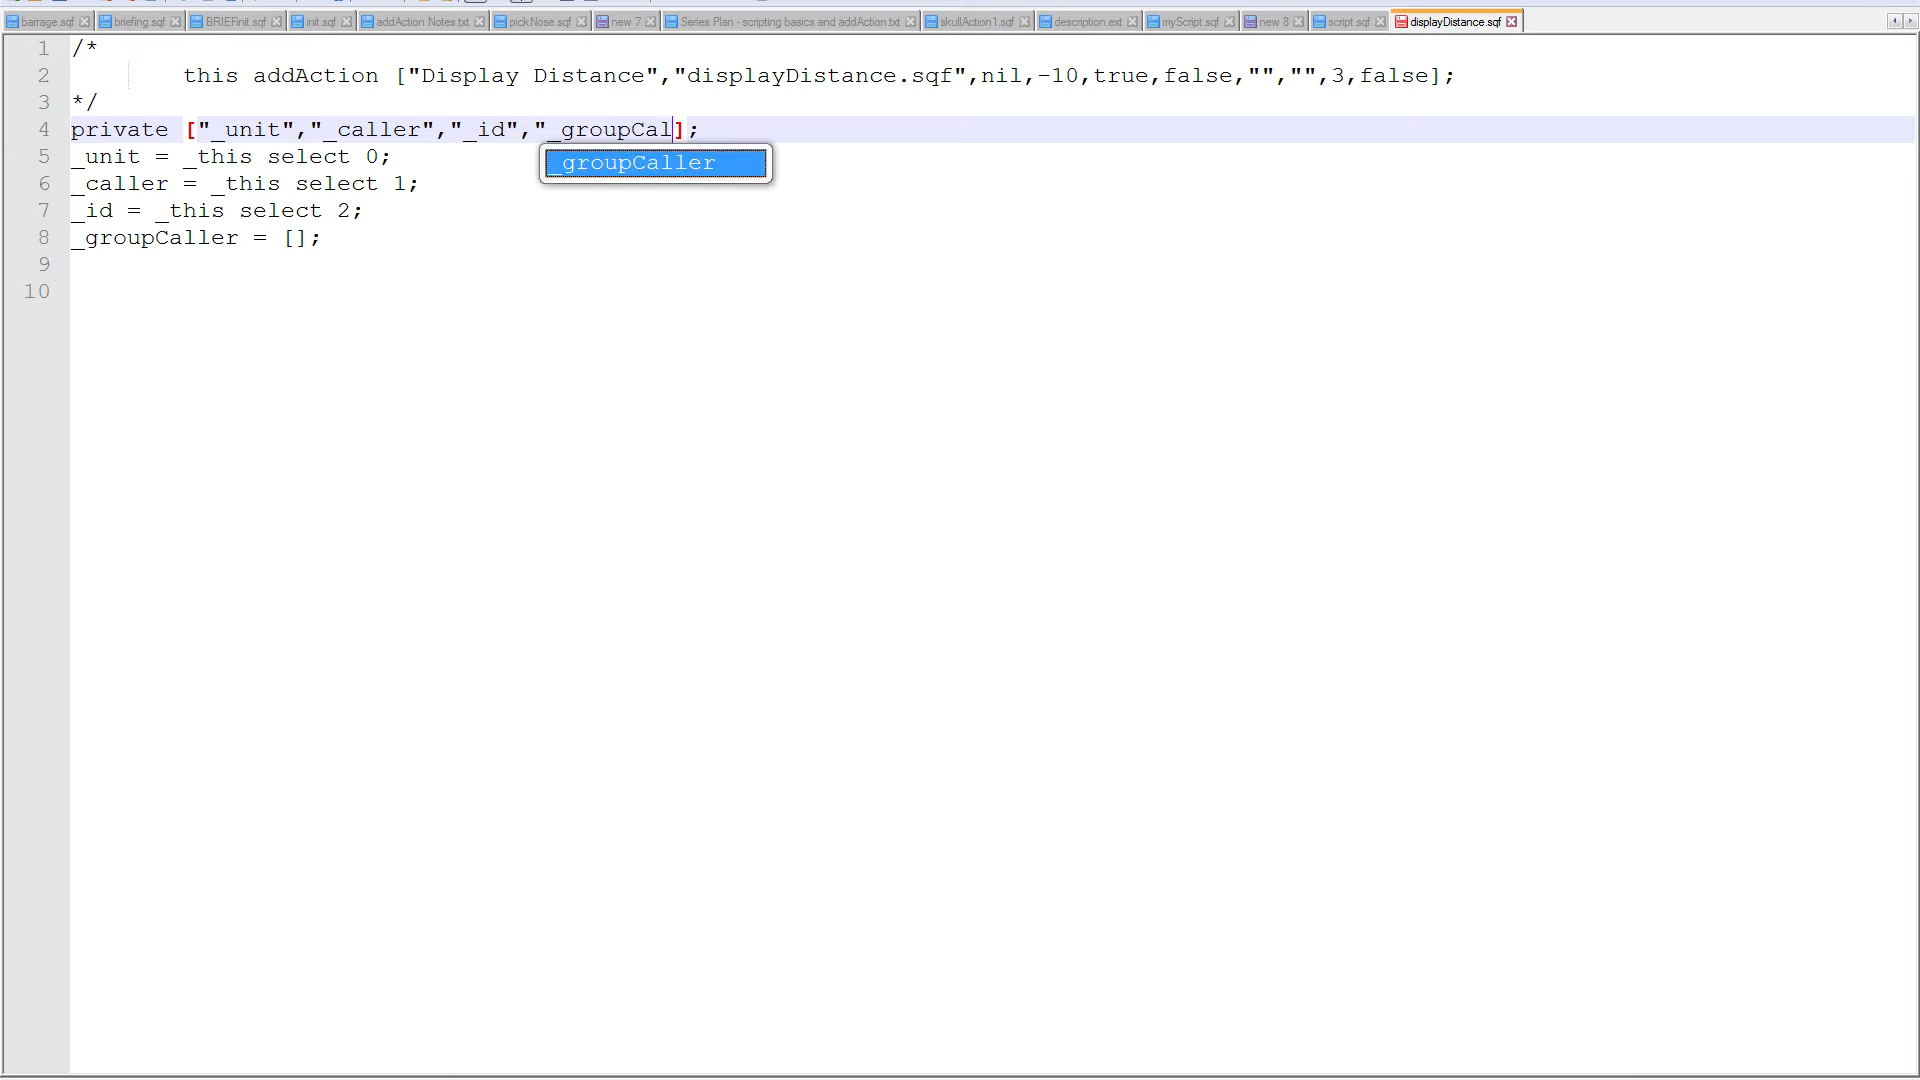 barrage.sqf briefing.sqf BRIEFinit.sqf init.sqf addAction Notes.txt pickNose.sqf new 7 Series Plan - scripting basics and addAction.txt skullAction1.sqf description.ext myScript.sqf new 8 script.sqf displayDistance.sqf
1 /*
2 this addAction ["Display Distance","displayDistance.sqf",nil,-10,true,false,"","",3,false];
3 */
4 private ["_unit","_caller","_id","_groupCal];
5 _unit = _this select 0;
_groupCaller
6 _caller = _this select 1;
7 _id = _this select 2;
8 _groupCaller = [];
9
10